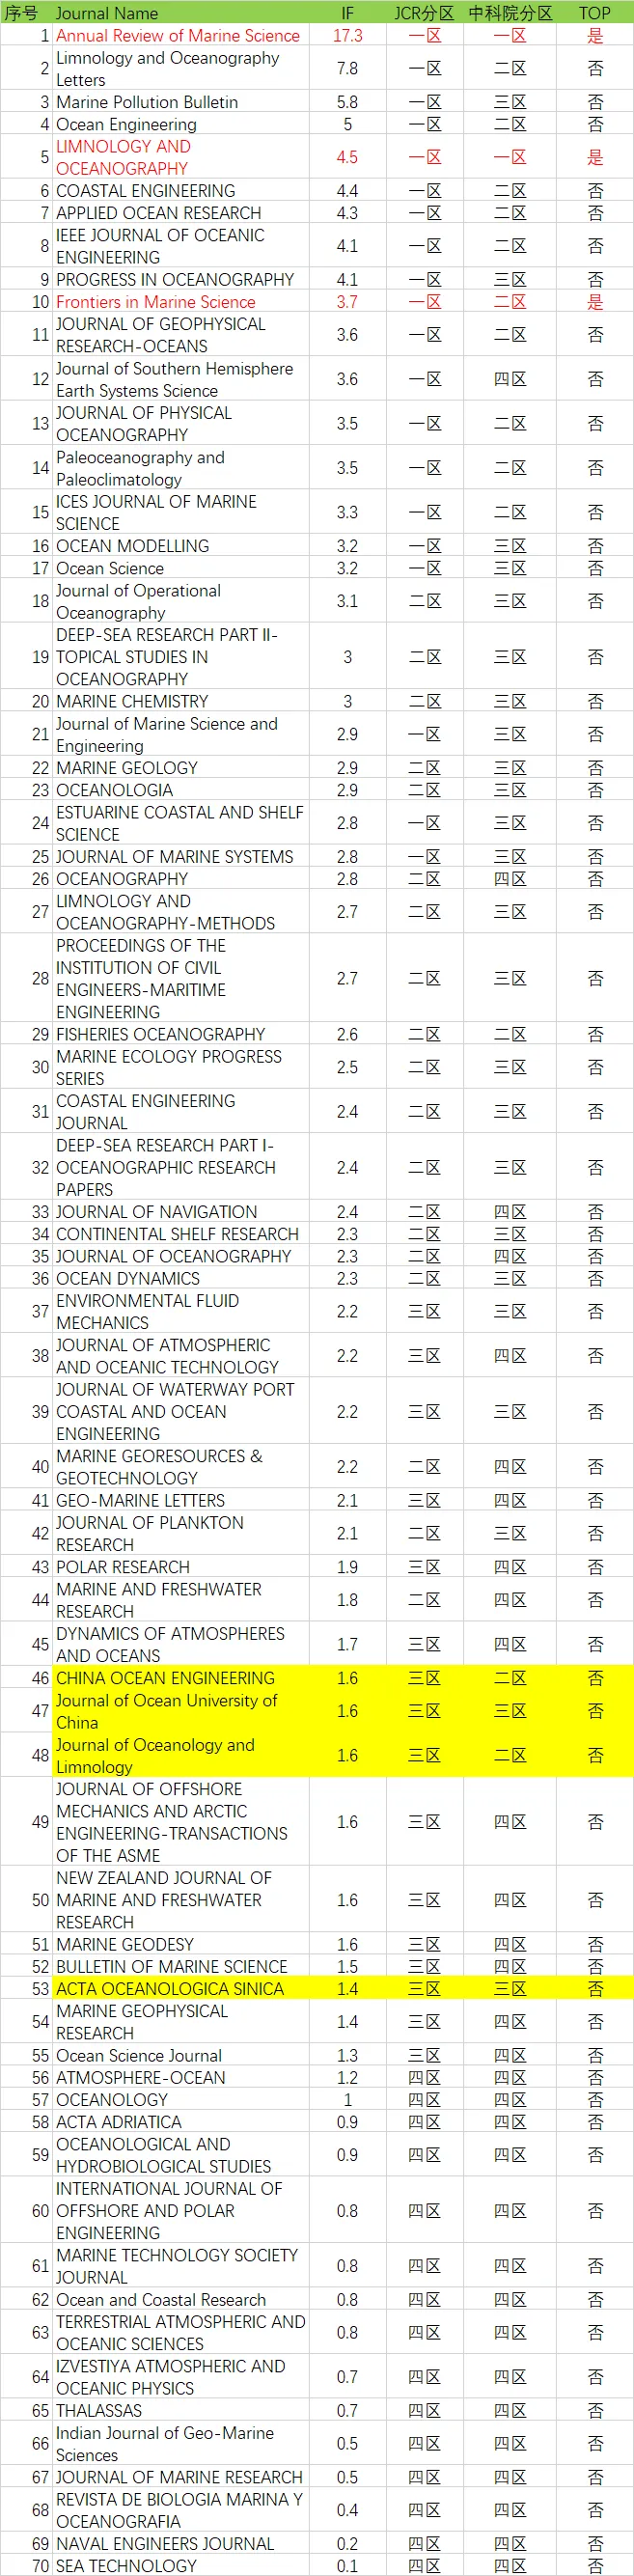 序号 Journal Name IF JCR分区 中科院分区 TOP
1 Annual Review of Marine Science 17.3 一区 一区 是
2 Limnology and Oceanography Letters 7.8 一区 二区 否
3 Marine Pollution Bulletin 5.8 一区 三区 否
4 Ocean Engineering 5 一区 二区 否
5 LIMNOLOGY AND OCEANOGRAPHY 4.5 一区 一区 是
6 COASTAL ENGINEERING 4.4 一区 二区 否
7 APPLIED OCEAN RESEARCH 4.3 一区 二区 否
8 IEEE JOURNAL OF OCEANIC ENGINEERING 4.1 一区 二区 否
9 PROGRESS IN OCEANOGRAPHY 4.1 一区 三区 否
10 Frontiers in Marine Science 3.7 一区 二区 是
11 JOURNAL OF GEOPHYSICAL RESEARCH-OCEANS 3.6 一区 二区 否
12 Journal of Southern Hemisphere Earth Systems Science 3.6 一区 四区 否
13 JOURNAL OF PHYSICAL OCEANOGRAPHY 3.5 一区 二区 否
14 Paleoceanography and Paleoclimatology 3.5 一区 二区 否
15 ICES JOURNAL OF MARINE SCIENCE 3.3 一区 二区 否
16 OCEAN MODELLING 3.2 一区 三区 否
17 Ocean Science 3.2 一区 三区 否
18 Journal of Operational Oceanography 3.1 二区 三区 否
19 DEEP-SEA RESEARCH PART II-TOPICAL STUDIES IN OCEANOGRAPHY 3 二区 三区 否
20 MARINE CHEMISTRY 3 二区 三区 否
21 Journal of Marine Science and Engineering 2.9 一区 三区 否
22 MARINE GEOLOGY 2.9 二区 三区 否
23 OCEANOLOGIA 2.9 二区 三区 否
24 ESTUARINE COASTAL AND SHELF SCIENCE 2.8 一区 三区 否
25 JOURNAL OF MARINE SYSTEMS 2.8 一区 三区 否
26 OCEANOGRAPHY 2.8 二区 四区 否
27 LIMNOLOGY AND OCEANOGRAPHY-METHODS 2.7 二区 三区 否
28 PROCEEDINGS OF THE INSTITUTION OF CIVIL ENGINEERS-MARITIME ENGINEERING 2.7 二区 三区 否
29 FISHERIES OCEANOGRAPHY 2.6 二区 二区 否
30 MARINE ECOLOGY PROGRESS SERIES 2.5 二区 三区 否
31 COASTAL ENGINEERING JOURNAL 2.4 二区 三区 否
32 DEEP-SEA RESEARCH PART I-OCEANOGRAPHIC RESEARCH PAPERS 2.4 二区 三区 否
33 JOURNAL OF NAVIGATION 2.4 二区 四区 否
34 CONTINENTAL SHELF RESEARCH 2.3 二区 三区 否
35 JOURNAL OF OCEANOGRAPHY 2.3 二区 四区 否
36 OCEAN DYNAMICS 2.3 二区 三区 否
37 ENVIRONMENTAL FLUID MECHANICS 2.2 三区 三区 否
38 JOURNAL OF ATMOSPHERIC AND OCEANIC TECHNOLOGY 2.2 三区 四区 否
39 JOURNAL OF WATERWAY PORT COASTAL AND OCEAN ENGINEERING 2.2 三区 三区 否
40 MARINE GEORESOURCES & GEOTECHNOLOGY 2.2 二区 四区 否
41 GEO-MARINE LETTERS 2.1 三区 四区 否
42 JOURNAL OF PLANKTON RESEARCH 2.1 二区 三区 否
43 POLAR RESEARCH 1.9 三区 四区 否
44 MARINE AND FRESHWATER RESEARCH 1.8 二区 四区 否
45 DYNAMICS OF ATMOSPHERES AND OCEANS 1.7 三区 四区 否
46 CHINA OCEAN ENGINEERING 1.6 三区 二区 否
47 Journal of Ocean University of China 1.6 三区 三区 否
48 Journal of Oceanology and Limnology 1.6 三区 二区 否
49 JOURNAL OF OFFSHORE MECHANICS AND ARCTIC ENGINEERING-TRANSACTIONS OF THE ASME 1.6 三区 四区 否
50 NEW ZEALAND JOURNAL OF MARINE AND FRESHWATER RESEARCH 1.6 三区 四区 否
51 MARINE GEODESY 1.6 三区 四区 否
52 BULLETIN OF MARINE SCIENCE 1.5 三区 四区 否
53 ACTA OCEANOLOGICA SINICA 1.4 三区 三区 否
54 MARINE GEOPHYSICAL RESEARCH 1.4 三区 四区 否
55 Ocean Science Journal 1.3 三区 四区 否
56 ATMOSPHERE-OCEAN 1.2 四区 四区 否
57 OCEANOLOGY 1 四区 四区 否
58 ACTA ADRIATICA 0.9 四区 四区 否
59 OCEANOLOGICAL AND HYDROBIOLOGICAL STUDIES 0.9 四区 四区 否
60 INTERNATIONAL JOURNAL OF OFFSHORE AND POLAR ENGINEERING 0.8 四区 四区 否
61 MARINE TECHNOLOGY SOCIETY JOURNAL 0.8 四区 四区 否
62 Ocean and Coastal Research 0.8 四区 四区 否
63 TERRESTRIAL ATMOSPHERIC AND OCEANIC SCIENCES 0.8 四区 四区 否
64 IZVESTIYA ATMOSPHERIC AND OCEANIC PHYSICS 0.7 四区 四区 否
65 THALASSAS 0.7 四区 四区 否
66 Indian Journal of Geo-Marine Sciences 0.5 四区 四区 否
67 JOURNAL OF MARINE RESEARCH 0.5 四区 四区 否
68 REVISTA DE BIOLOGIA MARINA Y OCEANOGRAFIA 0.4 四区 四区 否
69 NAVAL ENGINEERS JOURNAL 0.2 四区 四区 否
70 SEA TECHNOLOGY 0.1 四区 四区 否